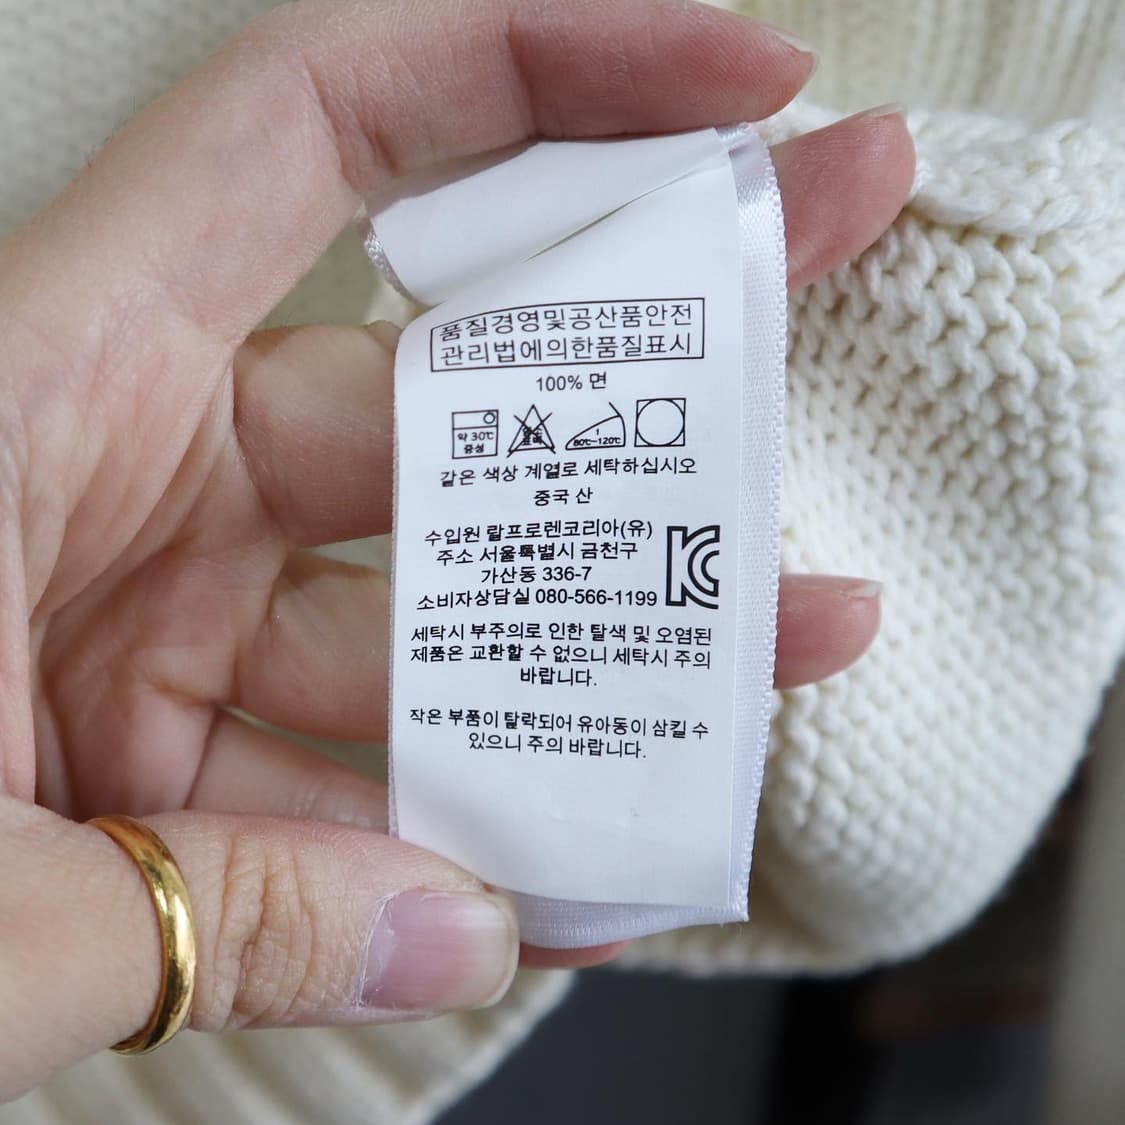 품질경영및공산품안전
관리법에의한품질표시
100% 면
약 30℃
중성
염소
표백
1
80℃~120℃
같은 색상 계열로 세탁하십시오
중국 산
수입원 랄프로렌코리아(유)
주소 서울특별시 금천구
가산동 336-7
소비자상담실 080-566-1199
세탁시 부주의로 인한 탈색 및 오염된
제품은 교환할 수 없으니 세탁시 주의
바랍니다.
작은 부품이 탈락되어 유아동이 삼킬 수
있으니 주의 바랍니다.